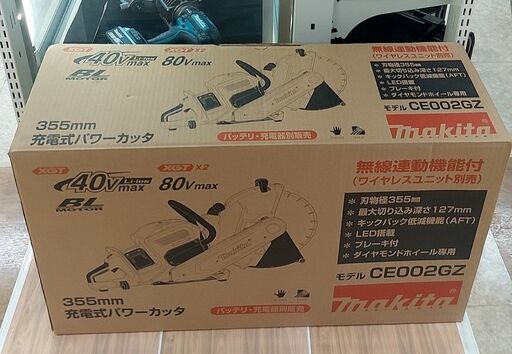 XGT
40Vmax
Li-ion
XGT X2
80Vmax
BL
MOTOR
355mm
充電式パワーカッタ
バッテリ・充電器別販売
無線連動機能付
(ワイヤレスユニット別売)
＊刃物径355mm
＊最大切り込み深さ127mm
＊キックバック低減機能(AFT)
＊LED搭載
＊ブレーキ付
＊ダイヤモンドホイール専用
モデル CE002GZ
makita
XGT
40Vmax
Li-ion
XGT X2
80Vmax
BL
MOTOR
355mm
充電式パワーカッタ
バッテリ・充電器別販売
無線連動機能付
(ワイヤレスユニット別売)
＊刃物径355mm
＊最大切り込み深さ127mm
＊キックバック低減機能(AFT)
＊LED搭載
＊ブレーキ付
＊ダイヤモンドホイール専用
モデル CE002GZ
makita